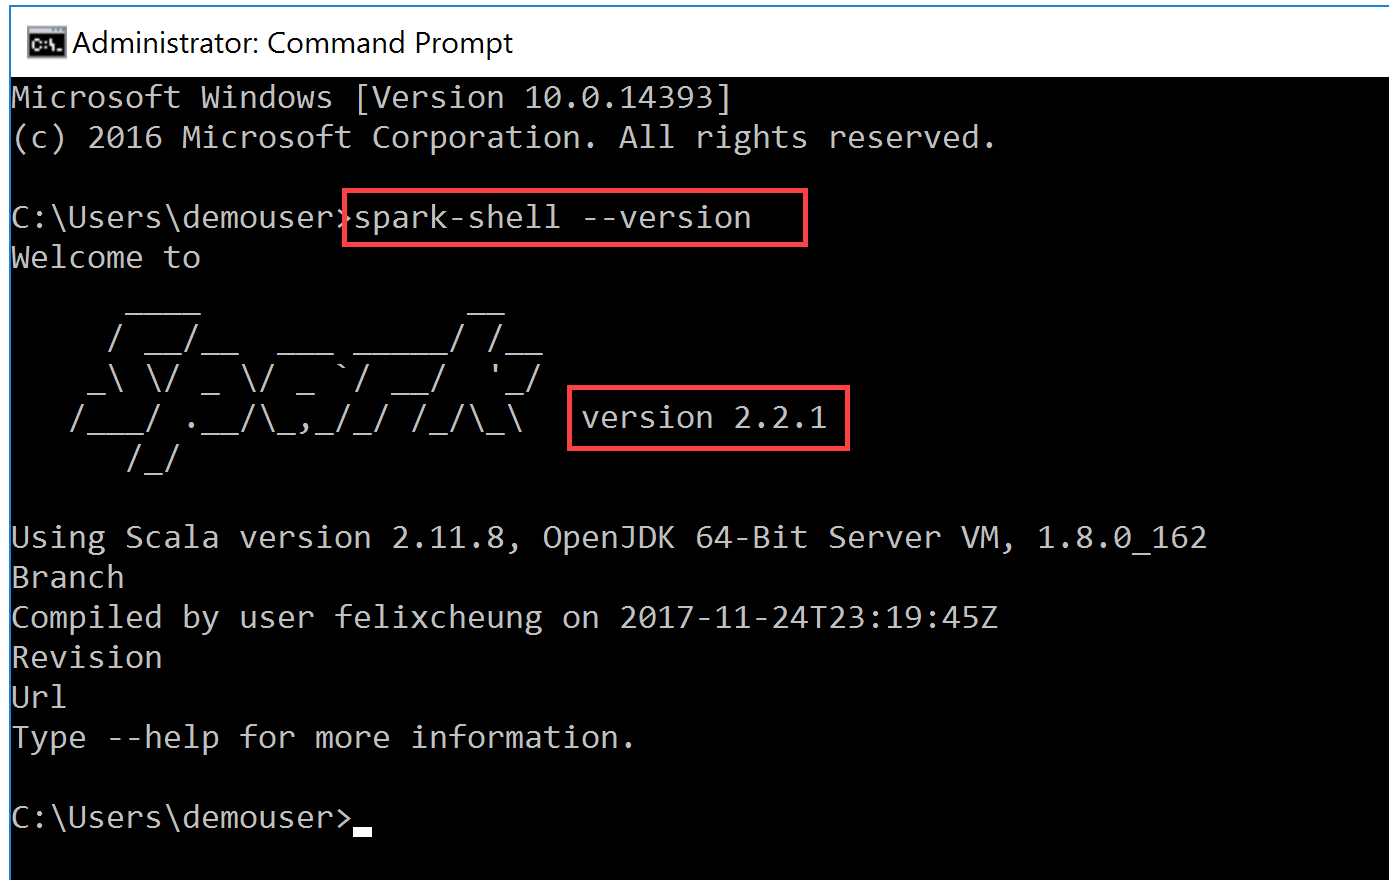 Administrator: Command Prompt
Microsoft Windows [Version 10.0.14393]
(c) 2016 Microsoft Corporation. All rights reserved.
C:\Users\demouser>spark-shell --version
Welcome to
      ____              __
     / __/__  ___ _____/ /__
    _\ \/ _ \/ _ `/ __/  '_/
   /___/ .__/\_,_/_/ /_/\_\   version 2.2.1
      /_/
Using Scala version 2.11.8, OpenJDK 64-Bit Server VM, 1.8.0_162
Branch
Compiled by user felixcheung on 2017-11-24T23:19:45Z
Revision
Url
Type --help for more information.
C:\Users\demouser>